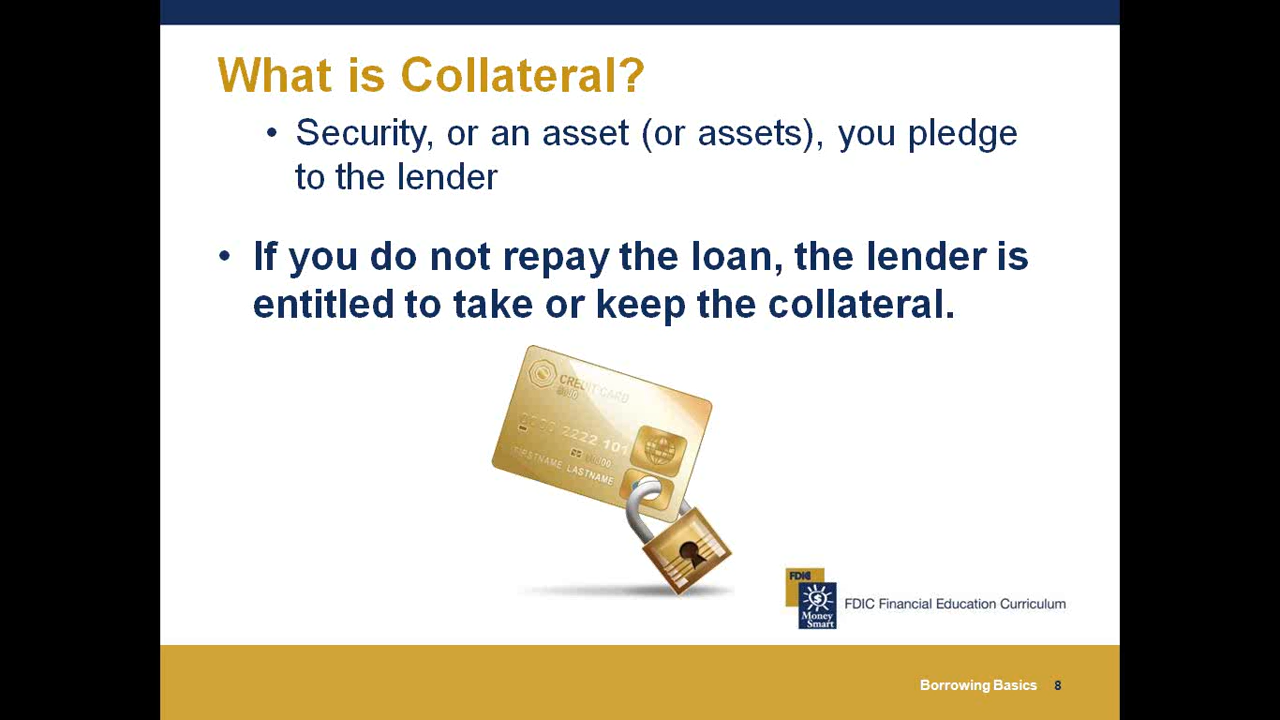 What is Collateral?
• Security, or an asset (or assets), you pledge
to the lender
• If you do not repay the loan, the lender is
entitled to take or keep the collateral.
CREDIT CARD
2222 101
FIRSTNAME, LASTNAME
FDIC
Money
Smart
FDIC Financial Education Curriculum
Borrowing Basics 8